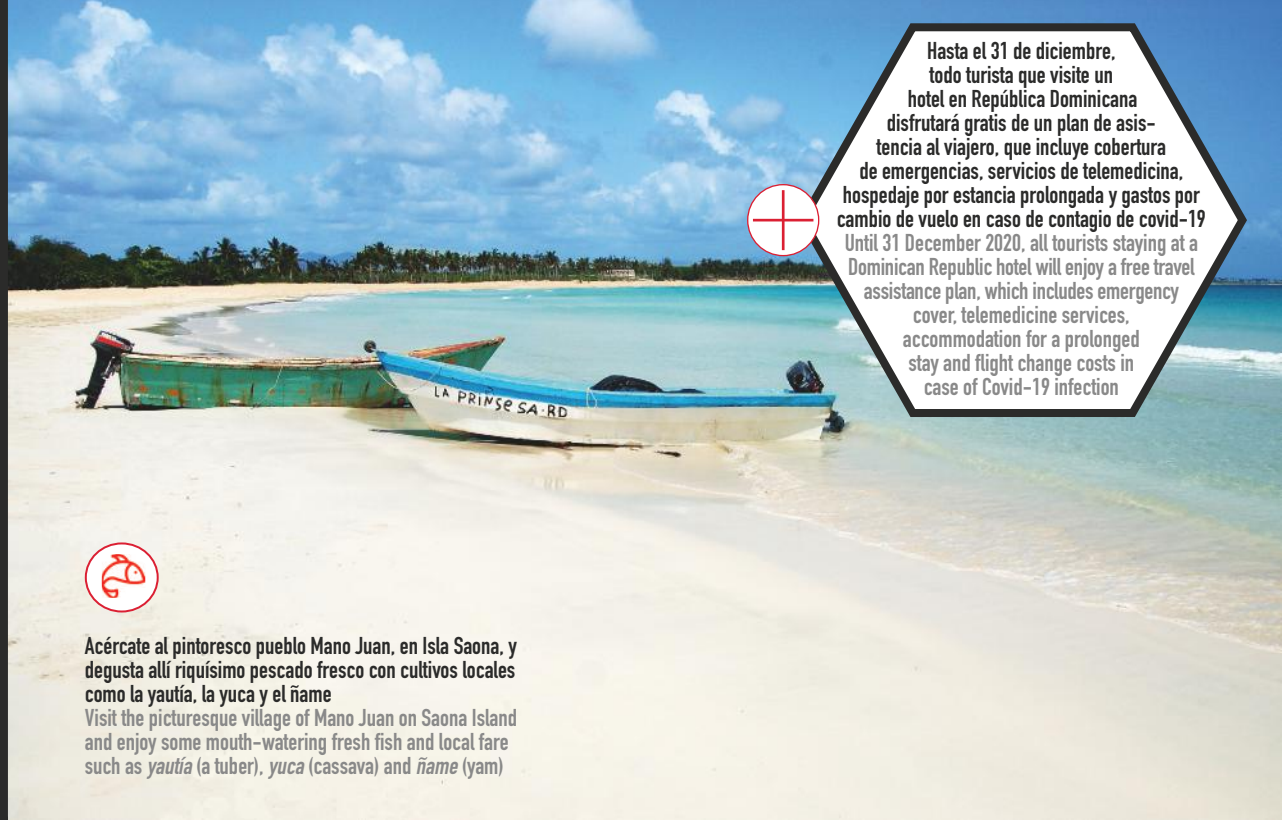 Hasta el 31 de diciembre,
todo turista que visite un
hotel en República Dominicana
disfrutará gratis de un plan de asis-
tencia al viajero, que incluye cobertura
de emergencias, servicios de telemedicina,
hospedaje por estancia prolongada y gastos por
cambio de vuelo en caso de contagio de covid-19
Until 31 December 2020, all tourists staying at a
Dominican Republic hotel will enjoy a free travel
assistance plan, which includes emergency
cover, telemedicine services,
accommodation for a prolonged
stay and flight change costs in
case of Covid-19 infection
LA PRINSeSA·RD
Acércate al pintoresco pueblo Mano Juan, en Isla Saona, y
degusta allí riquísimo pescado fresco con cultivos locales
como la yautía, la yuca y el ñame
Visit the picturesque village of Mano Juan on Saona Island
and enjoy some mouth-watering fresh fish and local fare
such as yautía (a tuber), yuca (cassava) and ñame (yam)